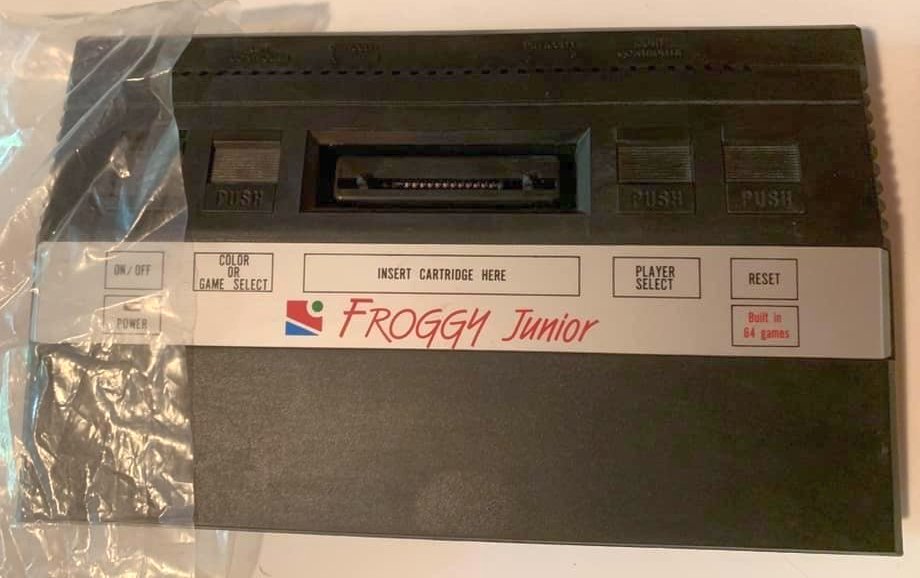 PUSH
PUSH
PUSH
ON/OFF
COLOR
OR
GAME SELECT
INSERT CARTRIDGE HERE
PLAYER
SELECT
RESET
POWER
FROGGY Junior
Built in
64 games